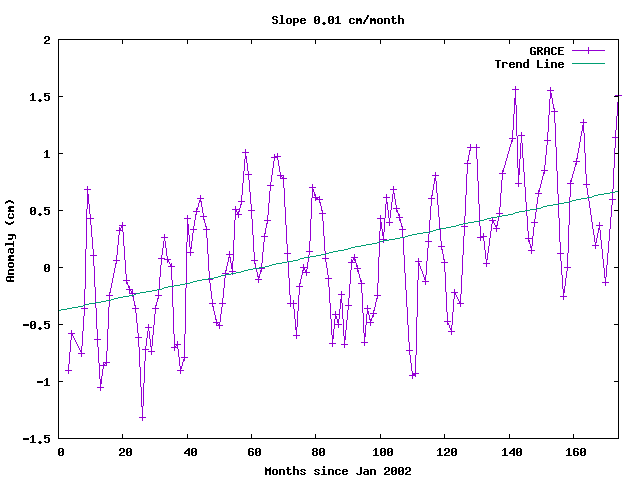 Slope 0.01 cm/month
GRACE
Trend Line
2
1.5
1
0.5
0
-0.5
-1
-1.5
Anomaly (cm)
0 20 40 60 80 100 120 140 160
Months since Jan 2002